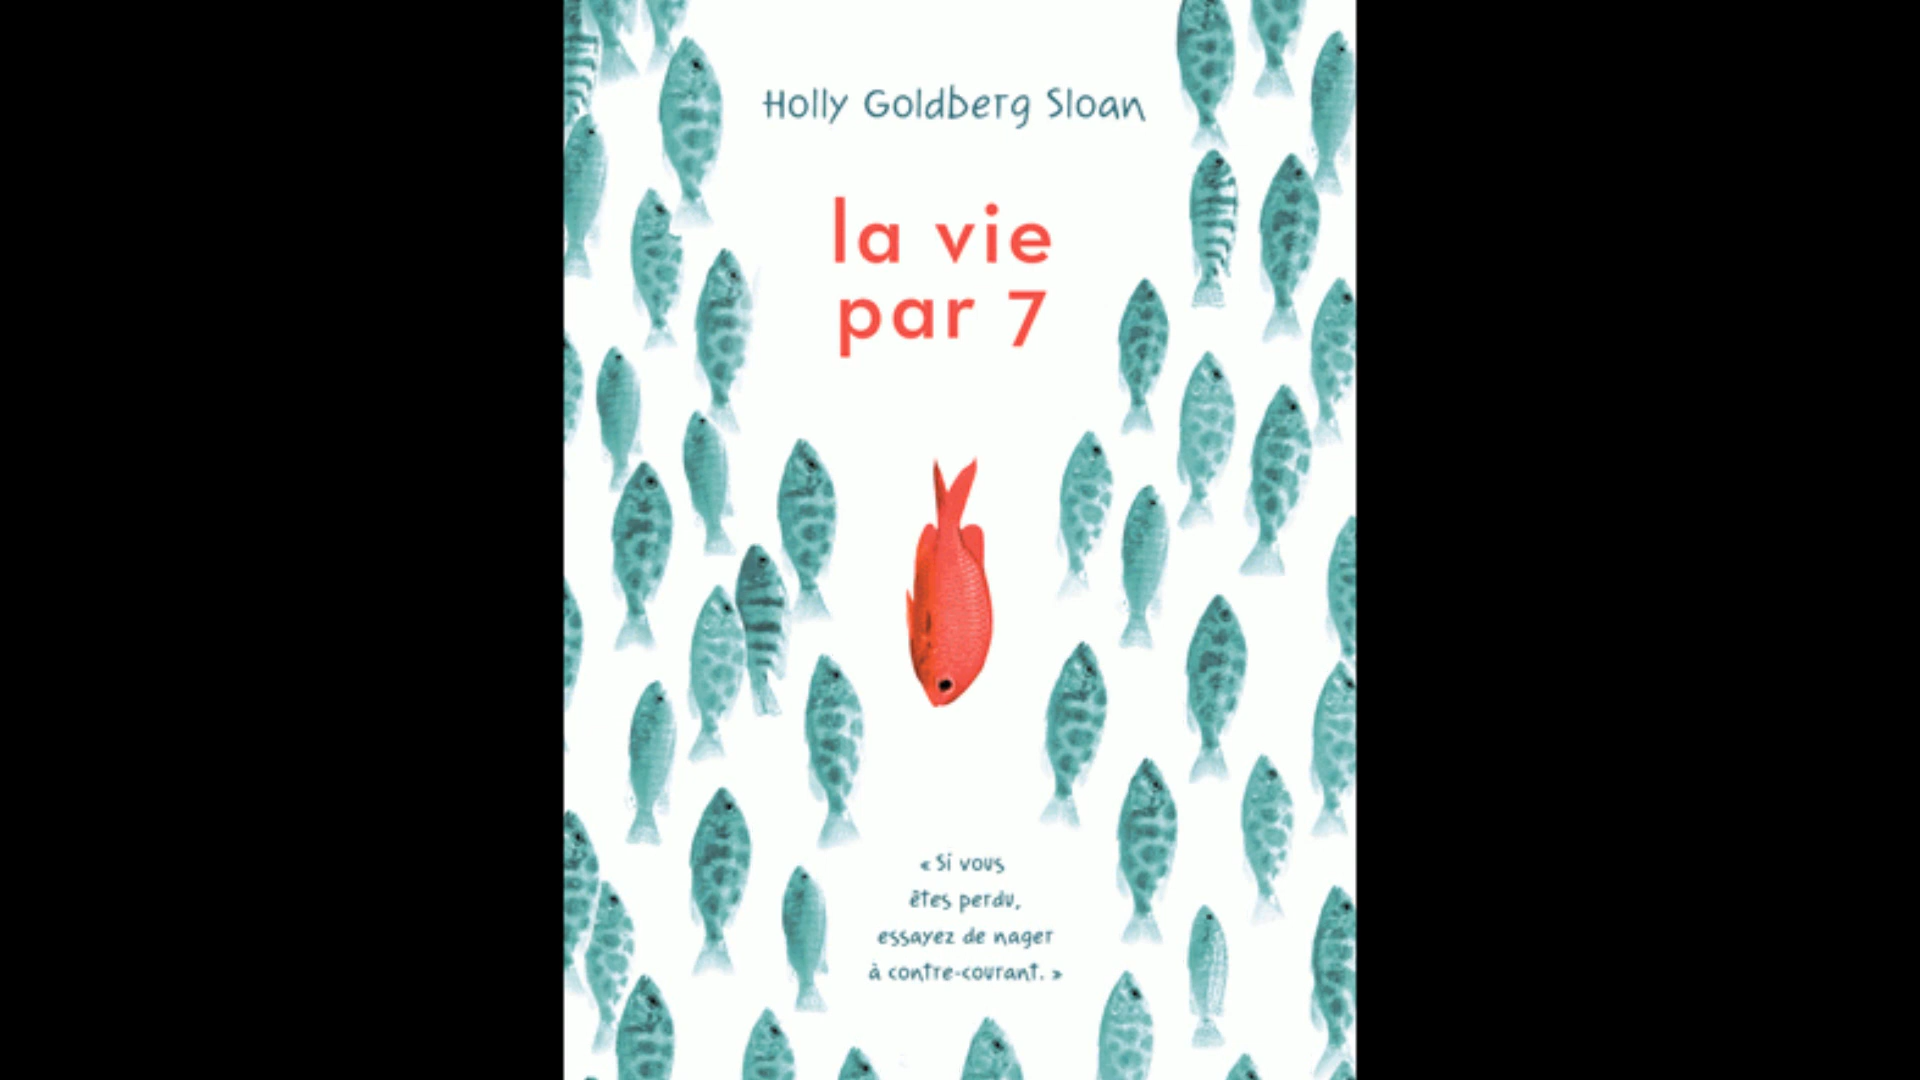 Holly Goldberg Sloan
la vie
par 7
« Si vous
êtes perdu,
essayez de nager
à contre-courant. »